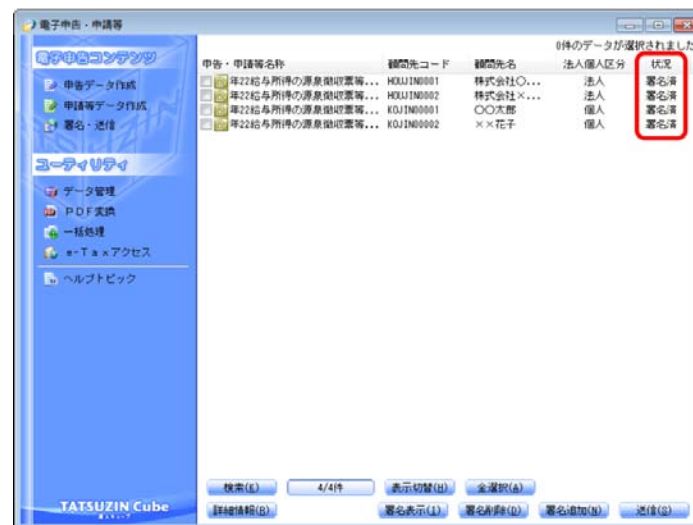 電子申告・申請等
0件のデータが選択されました
電子申告コンテンツ
申告データ作成
申請等データ作成
署名・送信
ユーティリティ
データ管理
PDF変換
一括処理
e-Taxアクセス
ヘルプトピック
申告・申請等名称 顧問先コード 顧問先名 法人個人区分 状況
年22給与所得の源泉徴収票等... HOUJIN0001 株式会社○... 法人 署名済
年22給与所得の源泉徴収票等... HOUJIN0002 株式会社×... 法人 署名済
年22給与所得の源泉徴収票等... KOJIN00001 ○○太郎 個人 署名済
年22給与所得の源泉徴収票等... KOJIN00002 ××花子 個人 署名済
検索(K) 4/4件 表示切替(H) 全選択(A)
詳細情報(B) 署名表示(I) 署名削除(D) 署名追加(N) 送信(S)
TATSUZIN Cube